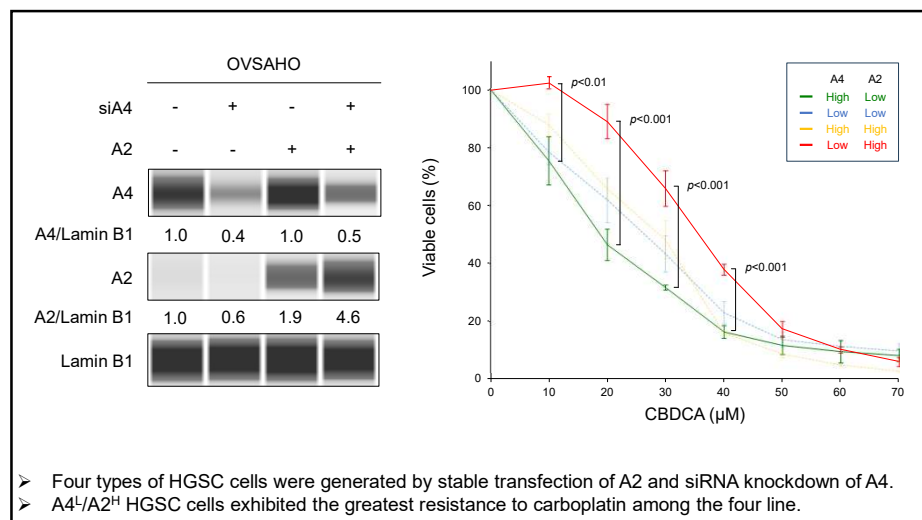 OVSAHO
siA4 - + - +
A2 - - + +
A4
A4/Lamin B1 1.0 0.4 1.0 0.5
A2
A2/Lamin B1 1.0 0.6 1.9 4.6
Lamin B1
Viable cells (%)
100
80
60
40
20
0
0 10 20 30 40 50 60 70
CBDCA (µM)
p<0.01
p<0.001
p<0.001
p<0.001
A4 A2
High Low
Low Low
High High
Low High
➢ Four types of HGSC cells were generated by stable transfection of A2 and siRNA knockdown of A4.
➢ A4ᴸ/A2ᴴ HGSC cells exhibited the greatest resistance to carboplatin among the four line.